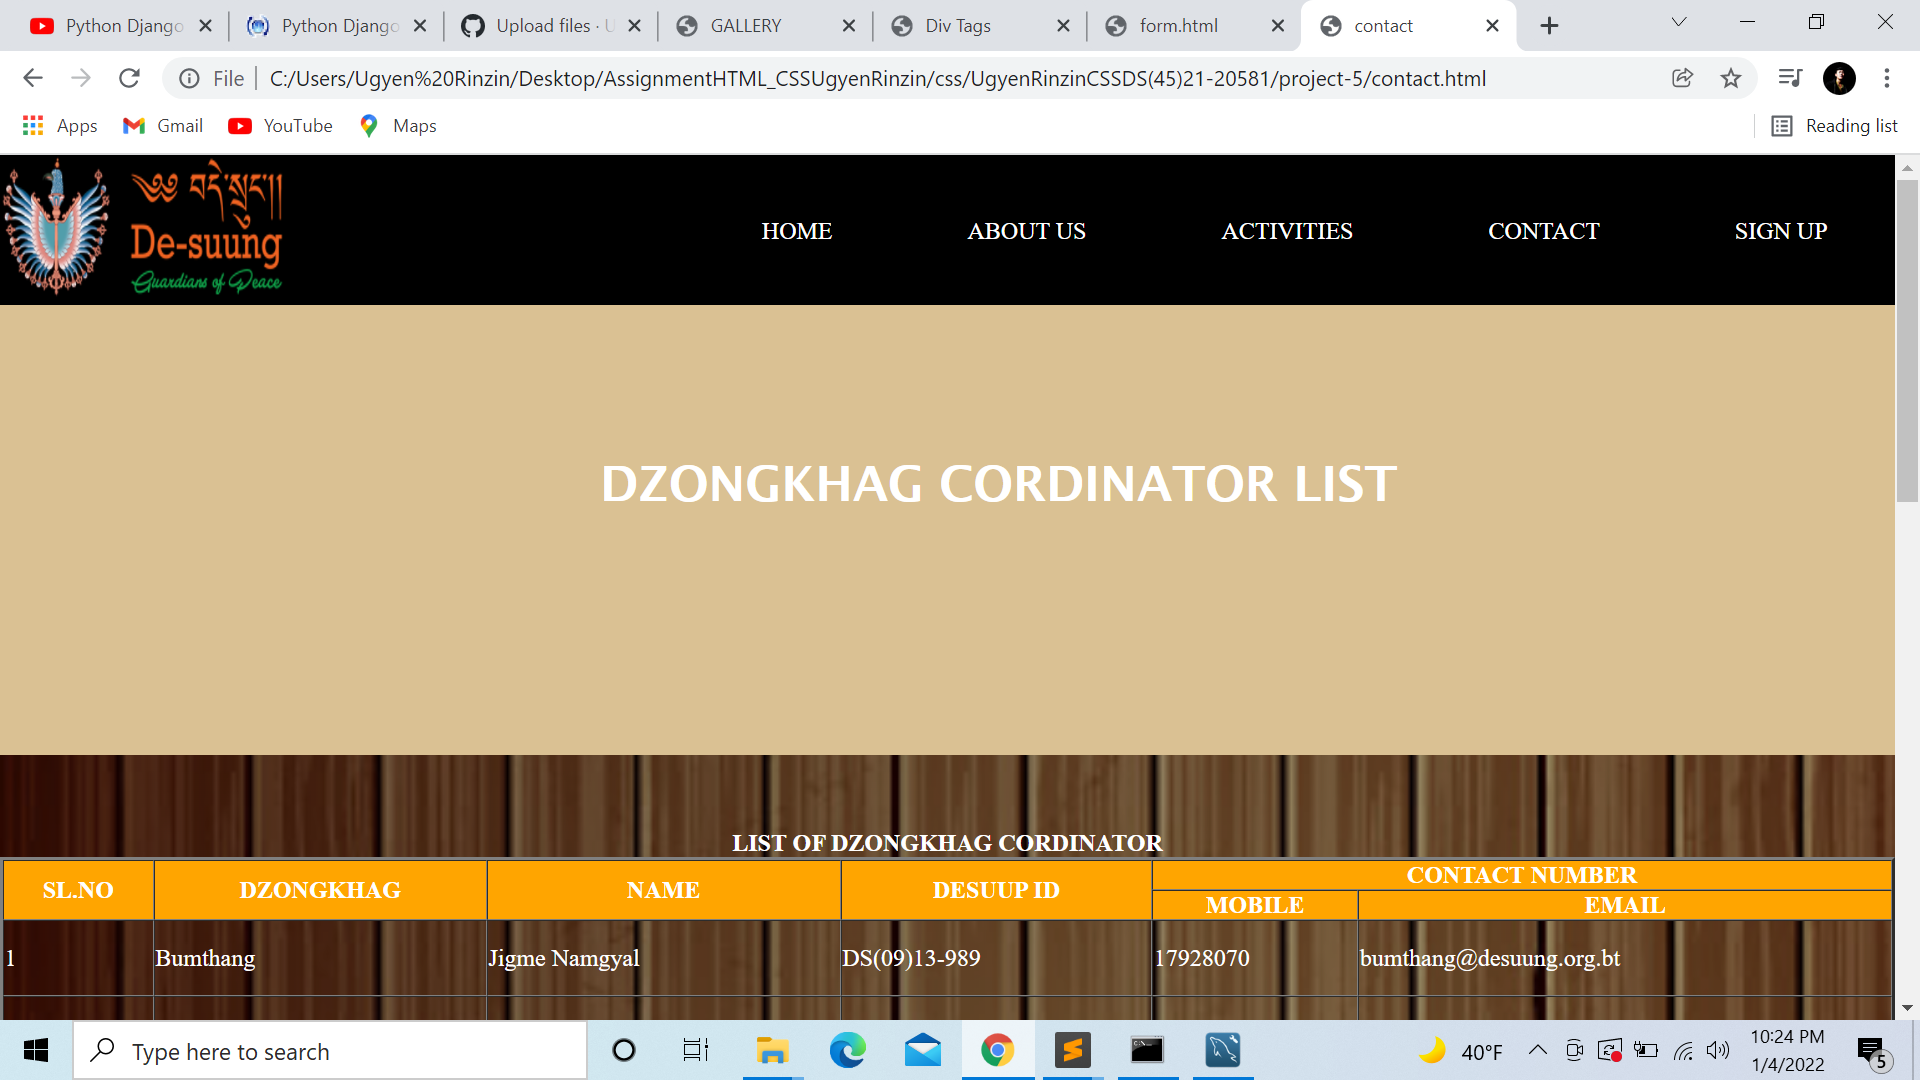 Python Django
Python Django
Upload files · U
GALLERY
Div Tags
form.html
contact
File
C:/Users/Ugyen%20Rinzin/Desktop/AssignmentHTML_CSSUgyenRinzin/css/UgyenRinzinCSSDS(45)21-20581/project-5/contact.html
Apps
Gmail
YouTube
Maps
Reading list
༄༅ བདེ་སྲུང་།།
De-suung
Guardians of Peace
HOME
ABOUT US
ACTIVITIES
CONTACT
SIGN UP
DZONGKHAG CORDINATOR LIST
LIST OF DZONGKHAG CORDINATOR
SL.NO
DZONGKHAG
NAME
DESUUP ID
CONTACT NUMBER
MOBILE
EMAIL
1
Bumthang
Jigme Namgyal
DS(09)13-989
17928070
bumthang@desuung.org.bt
Type here to search
40°F
10:24 PM
1/4/2022
5